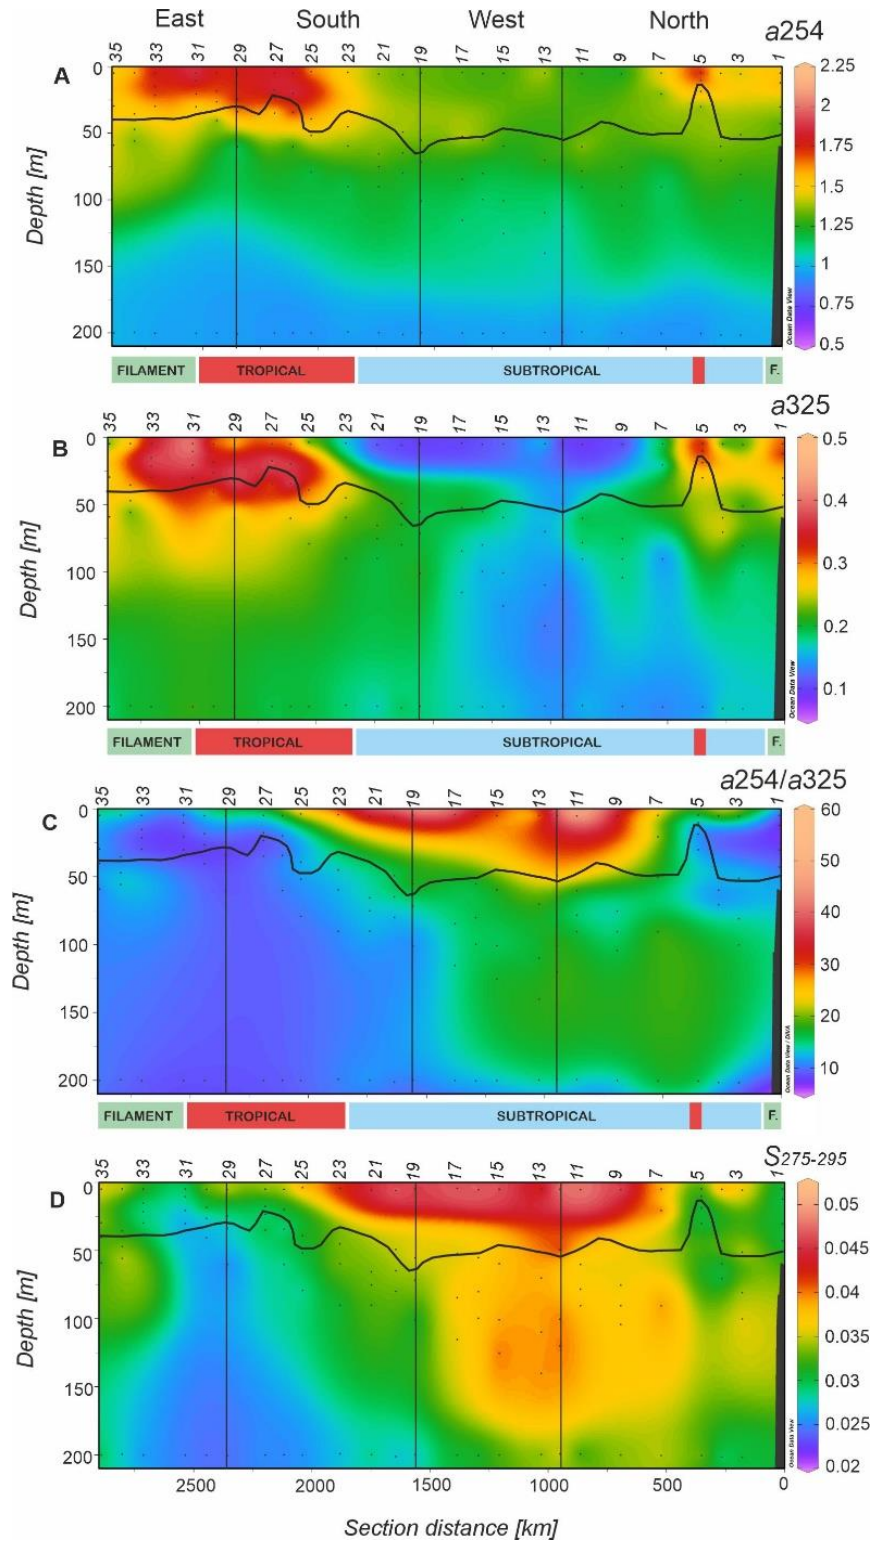 East South West North
a254
35 33 31 29 27 25 23 19 17 15 13 11 9 7 5 3 1
A
Depth [m]
0
50
100
150
200
2.25
2
1.75
1.5
1.25
1
0.75
0.5
Ocean Data View
FILAMENT TROPICAL SUBTROPICAL F.
a325
35 33 31 29 27 25 23 19 17 15 13 11 9 7 5 3 1
B
Depth [m]
0
50
100
150
200
0.5
0.4
0.3
0.2
0.1
Ocean Data View
FILAMENT TROPICAL SUBTROPICAL F.
a254/a325
35 33 31 29 27 25 23 19 17 15 13 11 9 7 5 3 1
C
Depth [m]
0
50
100
150
200
60
50
40
30
20
10
Ocean Data View / DIVA
FILAMENT TROPICAL SUBTROPICAL F.
S275-295
35 33 31 29 27 25 23 19 17 15 13 11 9 7 5 3 1
D
Depth [m]
0
50
100
150
200
0.05
0.045
0.04
0.035
0.03
0.025
0.02
Ocean Data View
2500 2000 1500 1000 500 0
Section distance [km]